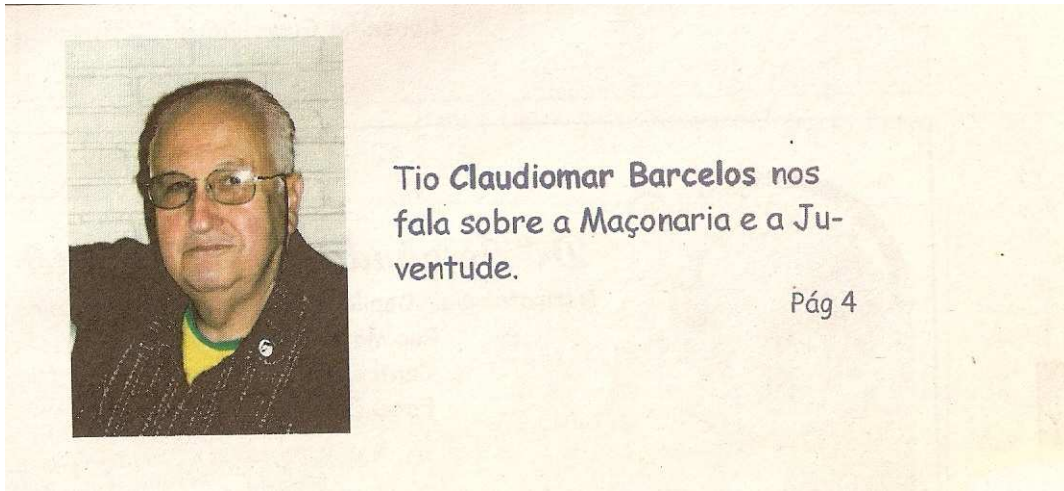 Tio Claudiomar Barcelos nos
fala sobre a Maçonaria e a Ju-
ventude.
Pág 4